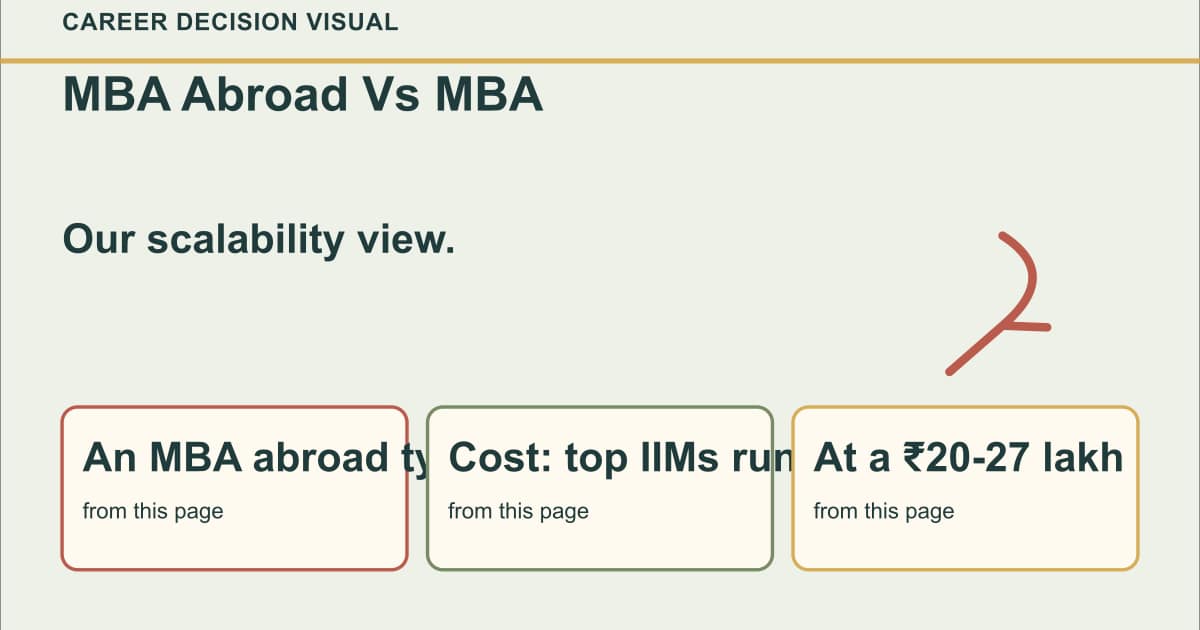 CAREER DECISION VISUAL
MBA Abroad Vs MBA
Our scalability view.
An MBA abroad ty
from this page
Cost: top IIMs run
from this page
At a ₹20-27 lakh
from this page